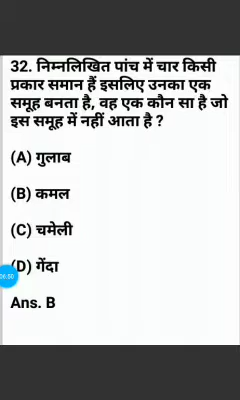 32. निम्नलिखित पांच में चार किसी
प्रकार समान हैं इसलिए उनका एक
समूह बनता है, वह एक कौन सा है जो
इस समूह में नहीं आता है ?
(A) गुलाब
(B) कमल
(C) चमेली
(D) गेंदा
Ans. B